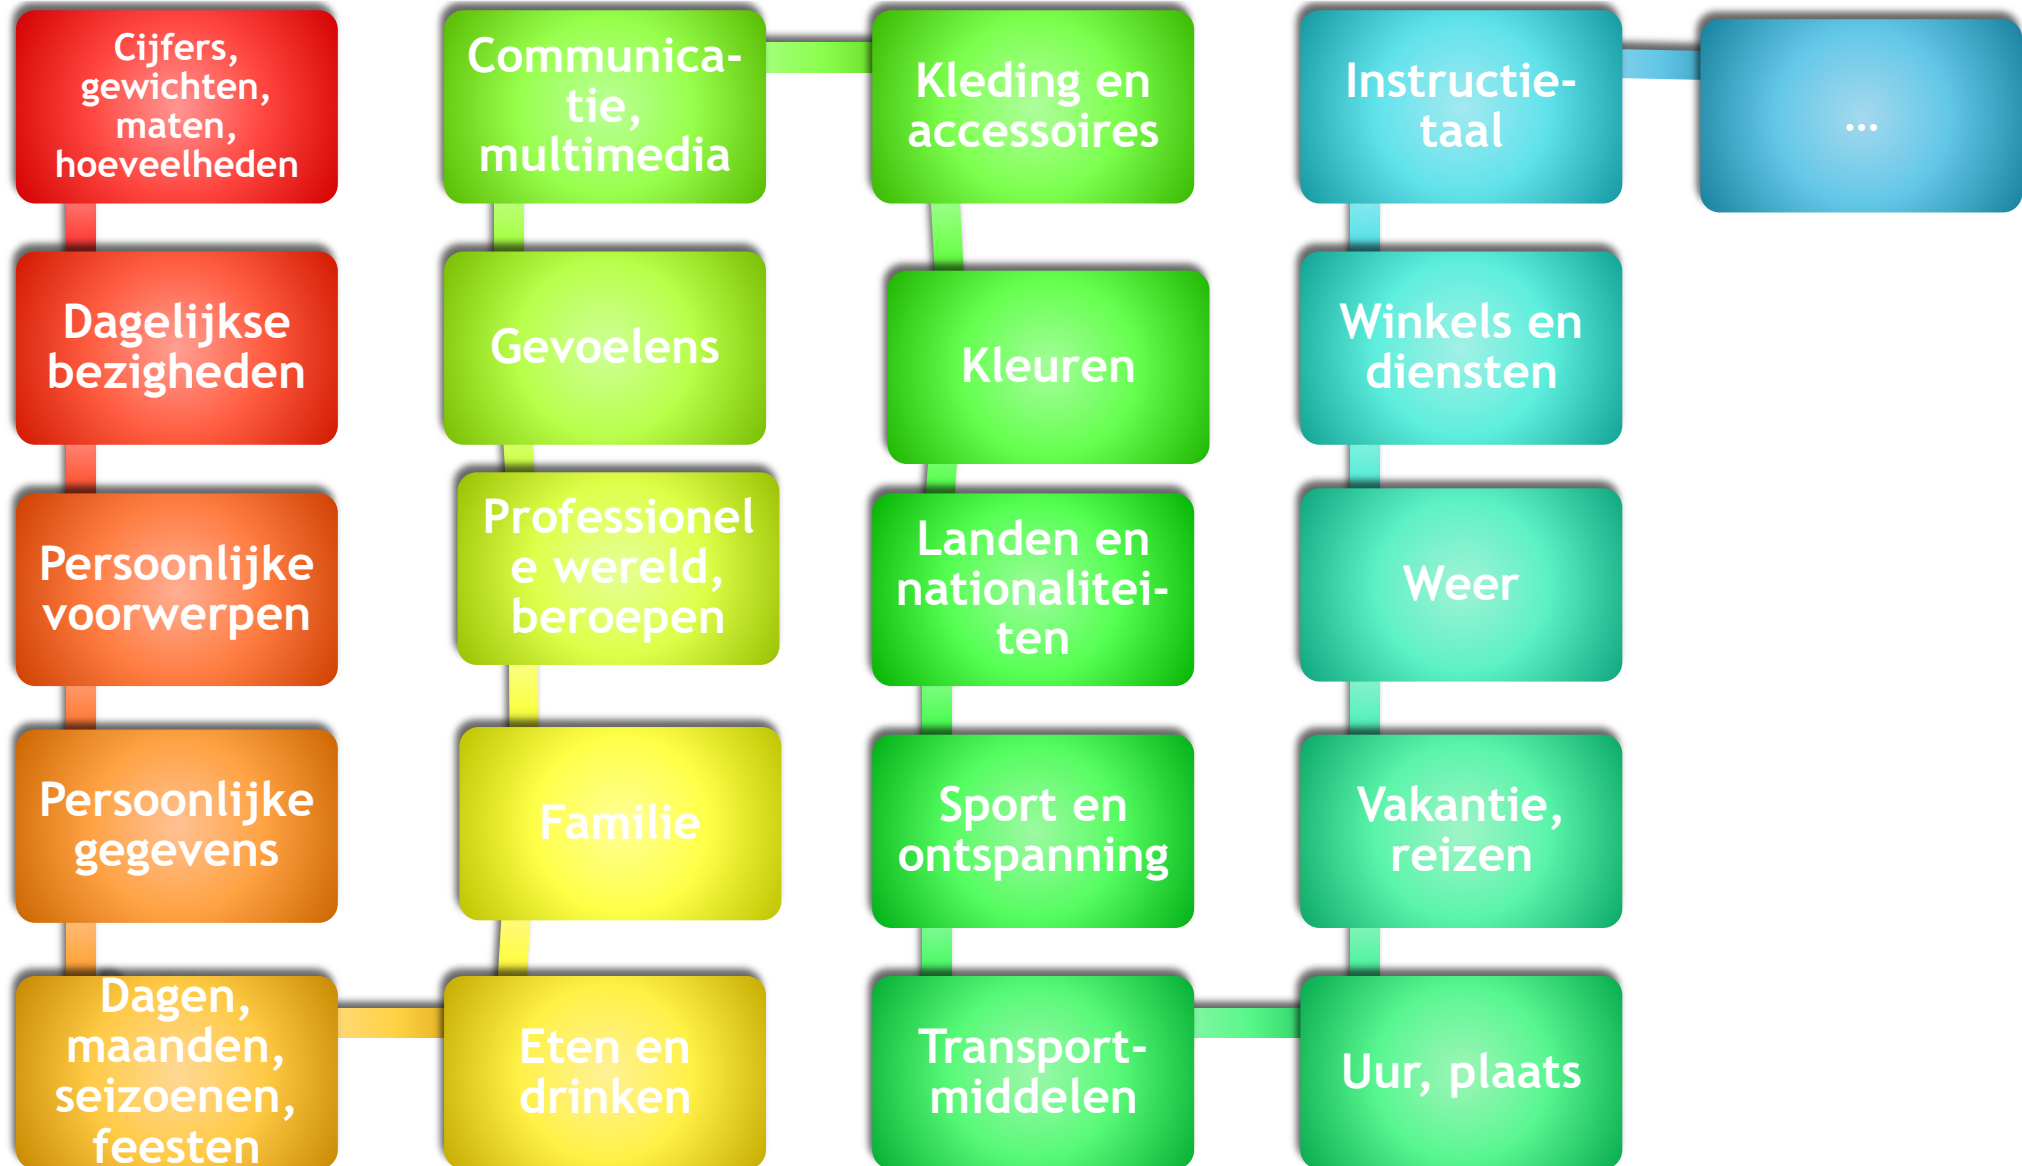 Cijfers,
gewichten,
maten,
hoeveelheden
Dagelijkse
bezigheden
Persoonlijke
voorwerpen
Persoonlijke
gegevens
Dagen,
maanden,
seizoenen,
feesten
Eten en
drinken
Familie
Professionel
e wereld,
beroepen
Gevoelens
Communica-
tie,
multimedia
Kleding en
accessoires
Kleuren
Landen en
nationalitei-
ten
Sport en
ontspanning
Transport-
middelen
Uur, plaats
Vakantie,
reizen
Weer
Winkels en
diensten
Instructie-
taal
...